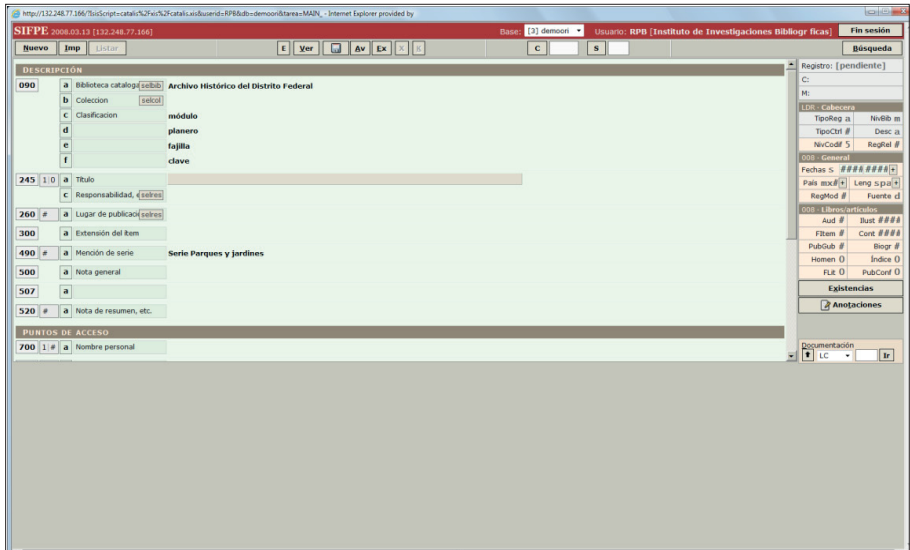 http://132.248.77.166/?IsisScript=catalis%2Fxis%2Fcatalis.xis&userid=RPB&db=demoori&tarea=MAIN_ - Internet Explorer provided by
SIFPE 2008.03.13 [132.248.77.166] Base: [3] demoori Usuario: RPB [Instituto de Investigaciones Bibliogr ficas] Fin sesión
Nuevo Imp Listar E Ver Av Ex X R C S Búsqueda
DESCRIPCIÓN
090 a Biblioteca cataloga selbib Archivo Histórico del Distrito Federal
b Coleccion selcol
c Clasificacion módulo
d planero
e fajilla
f clave
245 1 0 a Título
c Responsabilidad, e selres
260 # a Lugar de publicaci selres
300 a Extensión del ítem
490 # a Mención de serie Serie Parques y jardines
500 a Nota general
507 a
520 # a Nota de resumen, etc.
PUNTOS DE ACCESO
700 1 # a Nombre personal
Registro: [pendiente]
C:
M:
LDR - Cabecera
TipoReg a NivBib m
TipoCtrl # Desc a
NivCodif 5 RegRel #
008 - General
Fechas s ######## +
País mx# + Leng spa +
RegMod # Fuente d
008 - Libros/artículos
Aud # Ilust ####
FItem # Cont ####
PubGub # Biogr #
Homen 0 Índice 0
FLit 0 PubConf 0
Existencias
Anotaciones
Documentación
LC Ir